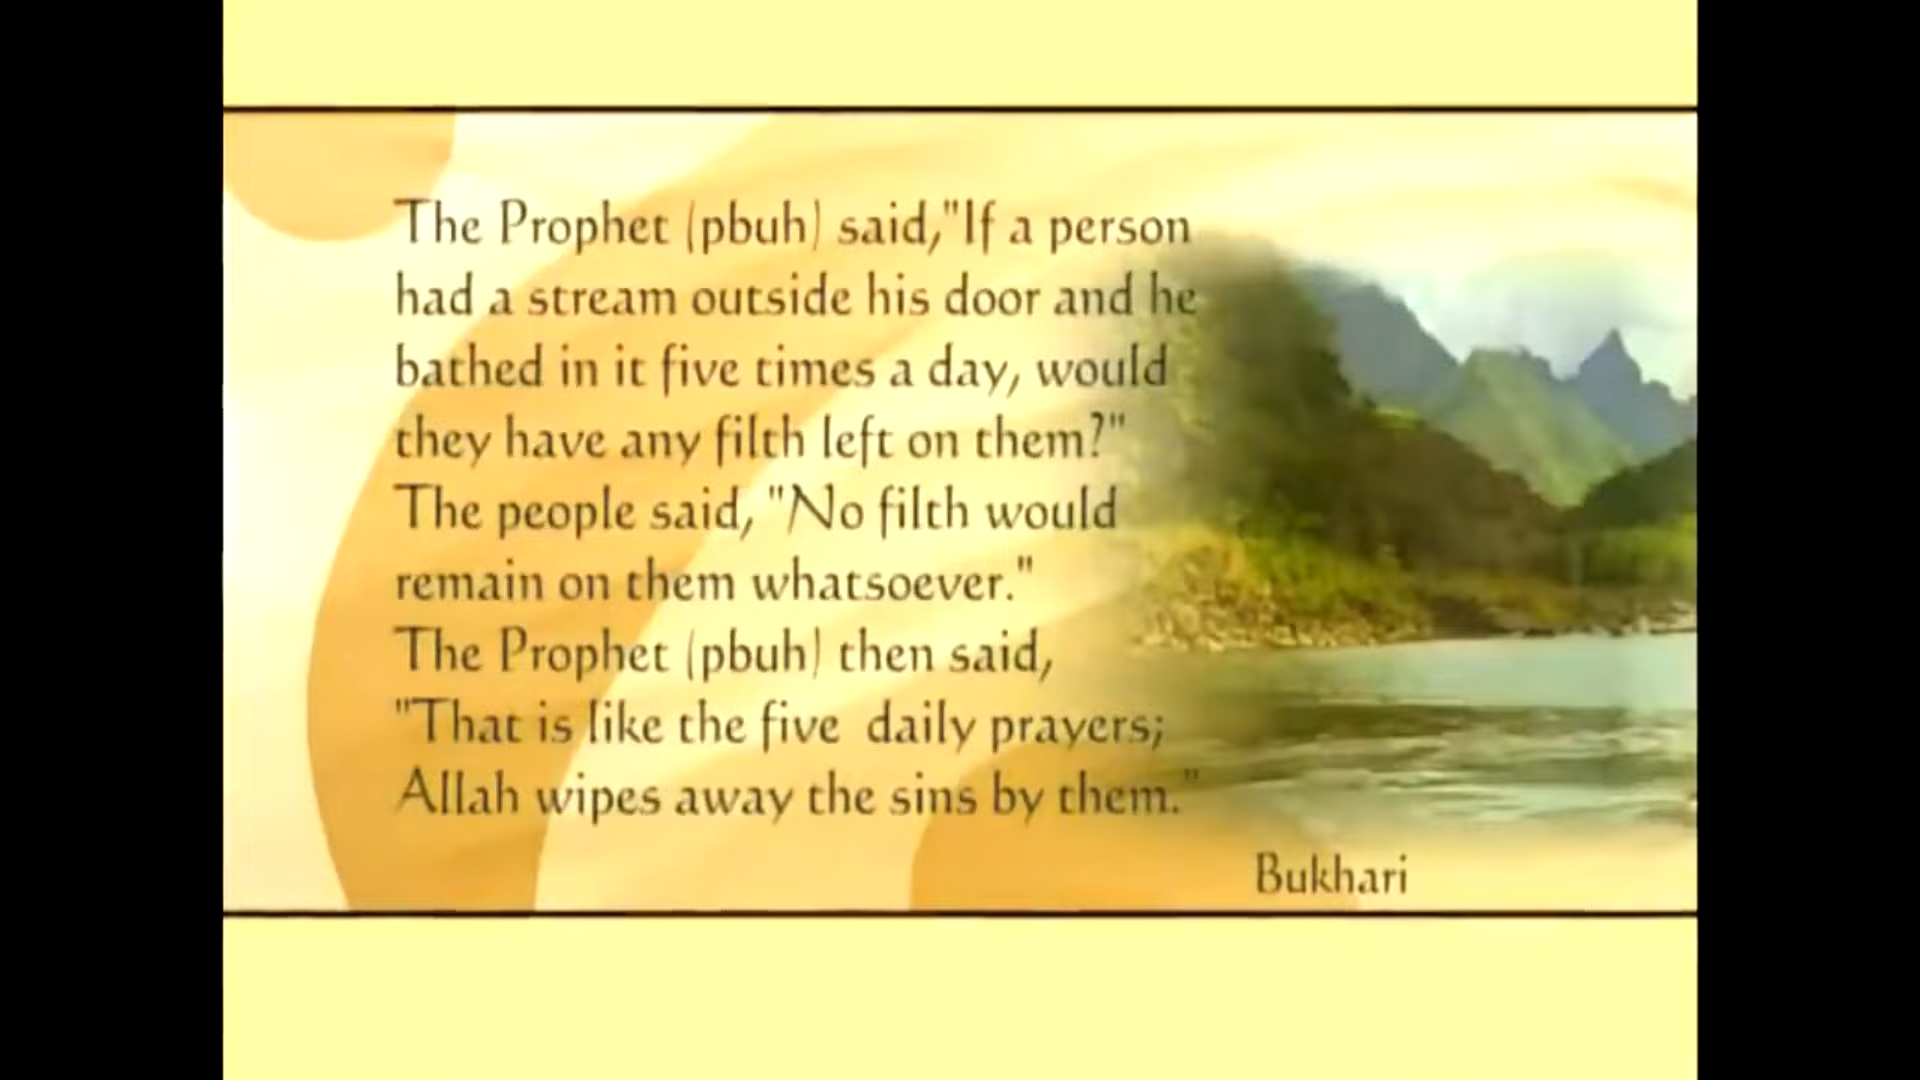 The Prophet (pbuh) said,"If a person
had a stream outside his door and he
bathed in it five times a day, would
they have any filth left on them?"
The people said, "No filth would
remain on them whatsoever."
The Prophet (pbuh) then said,
"That is like the five daily prayers;
Allah wipes away the sins by them."
Bukhari